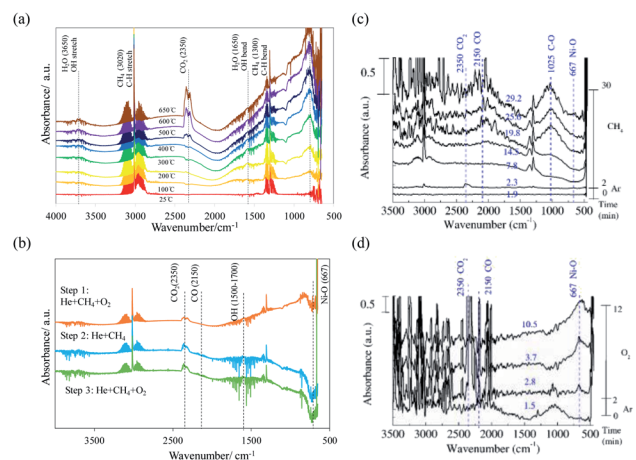 (a)
H₂O (3650)
OH stretch
CH₄ (3020)
C-H stretch
CO₂ (2350)
H₂O (1650)
OH bend
CH₄ (1300)
C-H bend
Absorbance/ a.u.
650℃
600℃
500℃
400℃
300℃
200℃
100℃
25℃
4000 3500 3000 2500 2000 1500 1000 500
Wavenumber/cm⁻¹
(b)
CO₂(2350)
CO (2150)
OH (1500-1700)
Ni-O (667)
Absorbance/ a.u.
Step 1:
He+CH₄+O₂
Step 2: He+CH₄
Step 3: He+CH₄+O₂
4000 2500 1500 500
Wavenumber/ cm⁻¹
(c)
2350 CO₂
2150 CO
1025 C-O
667 Ni-O
0.5
Absorbance (a.u.)
29.2
19.8
7.8
2.3
1.9
30
CH₄
2
0
Ar
Time
(min)
3500 3000 2500 2000 1500 1000 500
Wavenumber (cm⁻¹)
(d)
2350 CO₂
2150 CO
667 Ni-O
0.5
Absorbance (a.u.)
10.5
3.7
2.8
1.5
12
O₂
2
0
Ar
Time
(min)
3500 3000 2500 2000 1500 1000 500
Wavenumber (cm⁻¹)